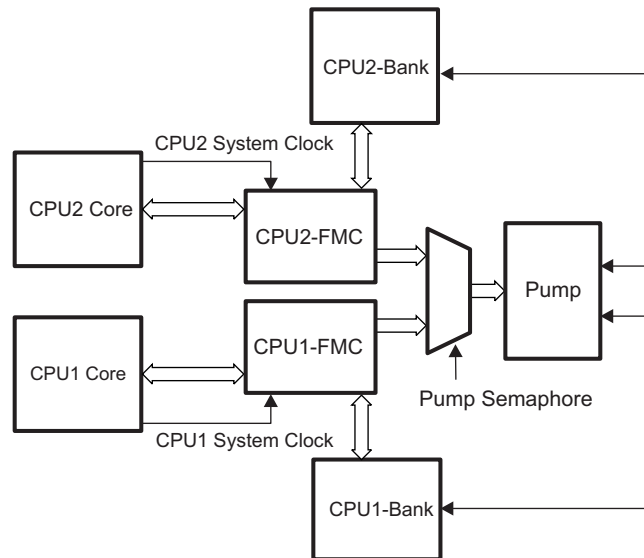 CPU2-Bank
CPU2 System Clock
CPU2 Core
CPU2-FMC
Pump
CPU1-FMC
CPU1 Core
Pump Semaphore
CPU1 System Clock
CPU1-Bank